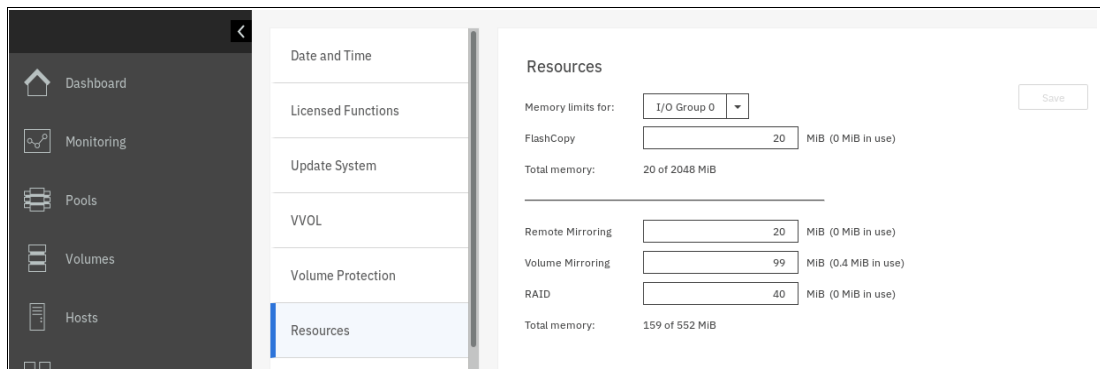 Dashboard
Monitoring
Pools
Volumes
Hosts
Date and Time
Licensed Functions
Update System
VVOL
Volume Protection
Resources
Resources
Save
Memory limits for: I/O Group 0
FlashCopy 20 MiB (0 MiB in use)
Total memory: 20 of 2048 MiB
Remote Mirroring 20 MiB (0 MiB in use)
Volume Mirroring 99 MiB (0.4 MiB in use)
RAID 40 MiB (0 MiB in use)
Total memory: 159 of 552 MiB